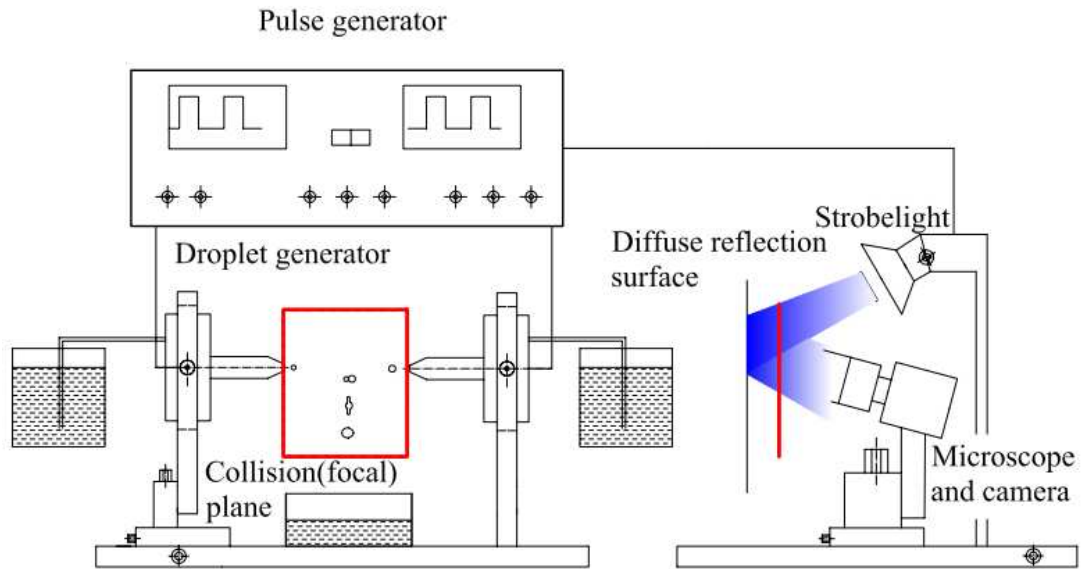 Pulse generator
Droplet generator
Strobelight
Diffuse reflection
surface
Collision(focal)
plane
Microscope
and camera